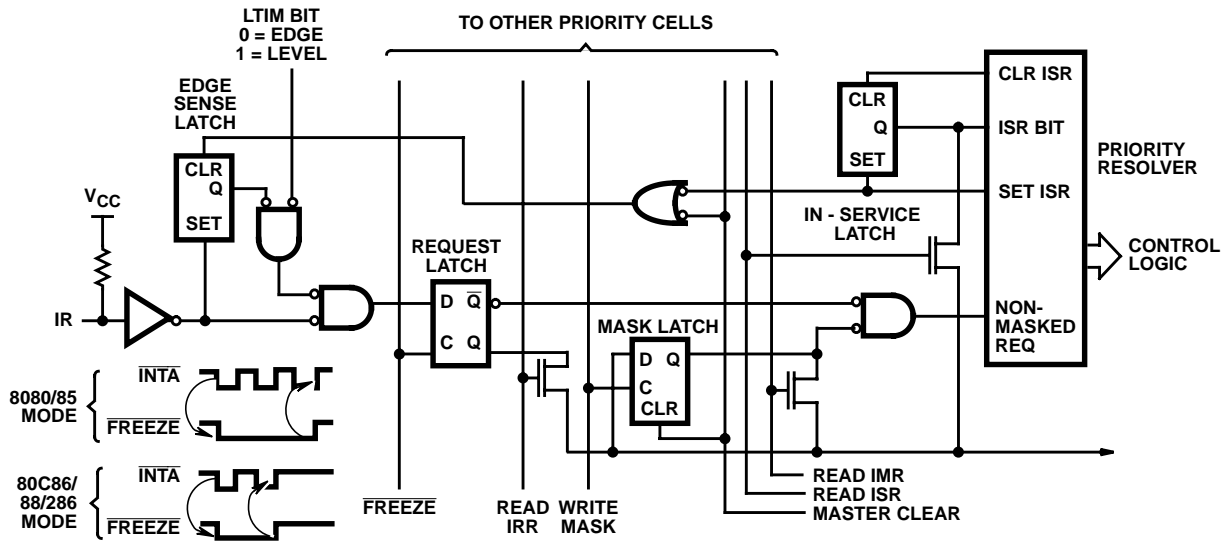 LTIM BIT
0 = EDGE
1 = LEVEL
TO OTHER PRIORITY CELLS
EDGE
SENSE
LATCH
CLR
Q
SET
VCC
IR
REQUEST
LATCH
D Q
C Q
MASK LATCH
D Q
C
CLR
CLR
Q
SET
IN - SERVICE
LATCH
CLR ISR
ISR BIT
SET ISR
NON-
MASKED
REQ
PRIORITY
RESOLVER
CONTROL
LOGIC
8080/85
MODE
INTA
FREEZE
80C86/
88/286
MODE
INTA
FREEZE
FREEZE
READ
IRR
WRITE
MASK
READ IMR
READ ISR
MASTER CLEAR